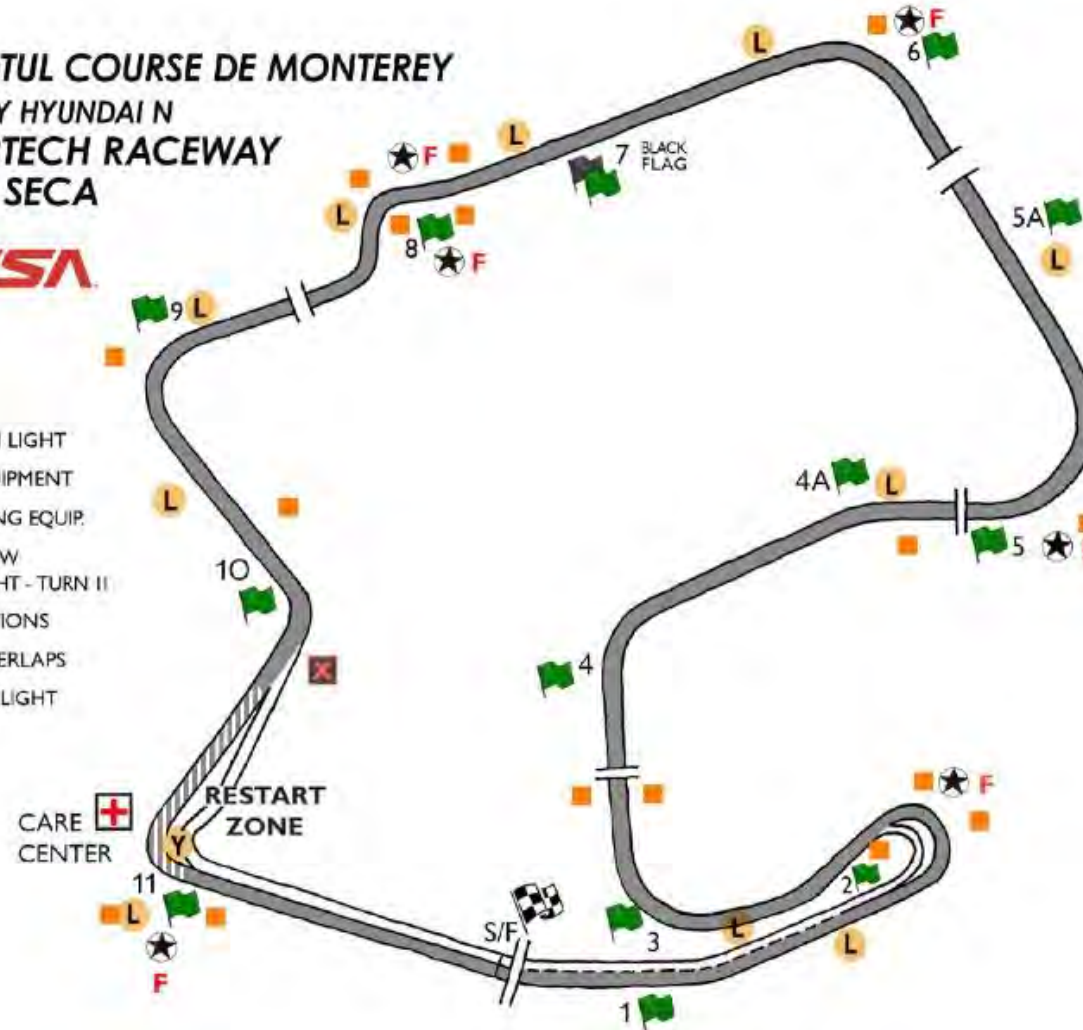 TUL COURSE DE MONTEREY
Y HYUNDAI N
TECH RACEWAY
SECA
SA
LIGHT
IPMENT
NG EQUIP.
W
HT - TURN 11
IONS
ERLAPS
LIGHT
CARE
CENTER
RESTART
ZONE
S/F
BLACK
FLAG
1
2
3
4
4A
5
5A
6
7
8
9
10
11
L
L
L
L
L
L
L
L
L
L
L
Y
X
F
F
F
F
F